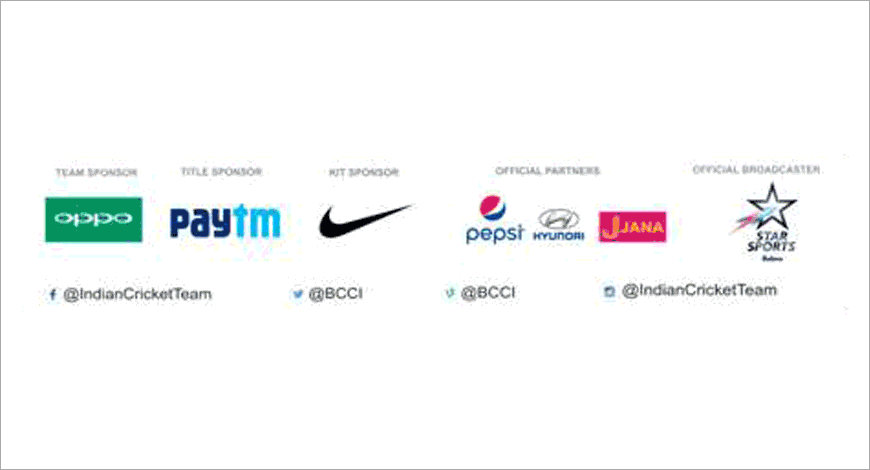 TEAM SPONSOR TITLE SPONSOR KIT SPONSOR OFFICIAL PARTNERS OFFICIAL BROADCASTER
oppo paytm pepsi HYUNDAI JJANA STAR SPORTS
@IndianCricketTeam @BCCI @BCCI @IndianCricketTeam